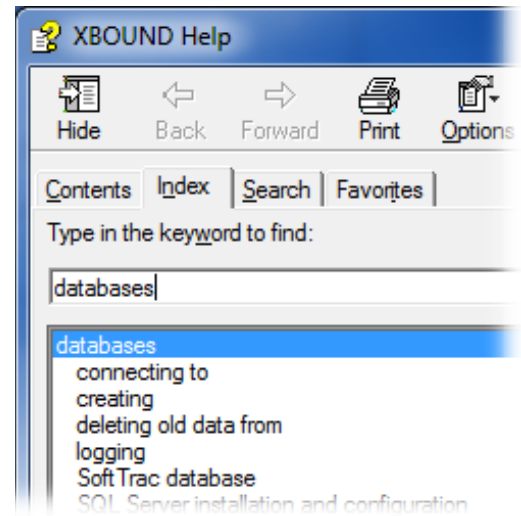 XBOUND Help
Hide Back Forward Print Options
Contents Index Search Favorites
Type in the keyword to find:
databases
databases
connecting to
creating
deleting old data from
logging
SoftTrac database
SQL Server installation and configuration